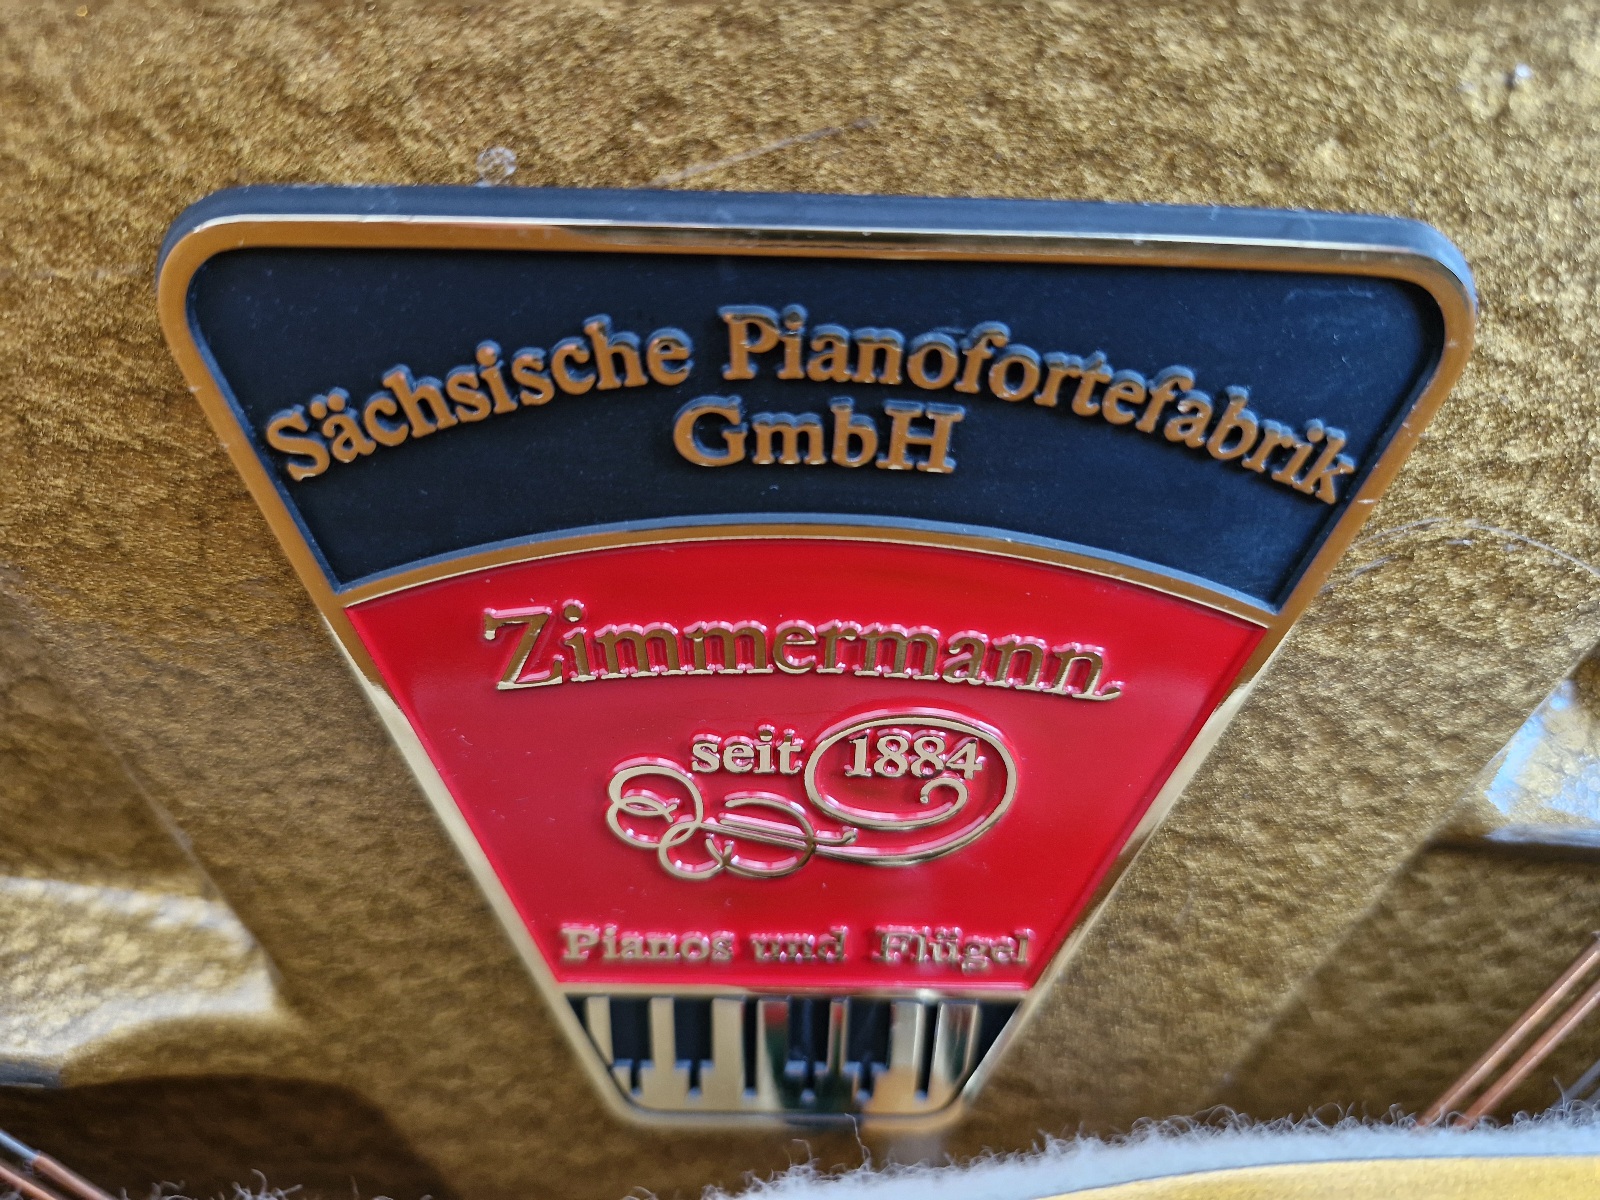 Sächsische Pianofortefabrik
GmbH
Zimmermann
seit 1884
Pianos und Flügel